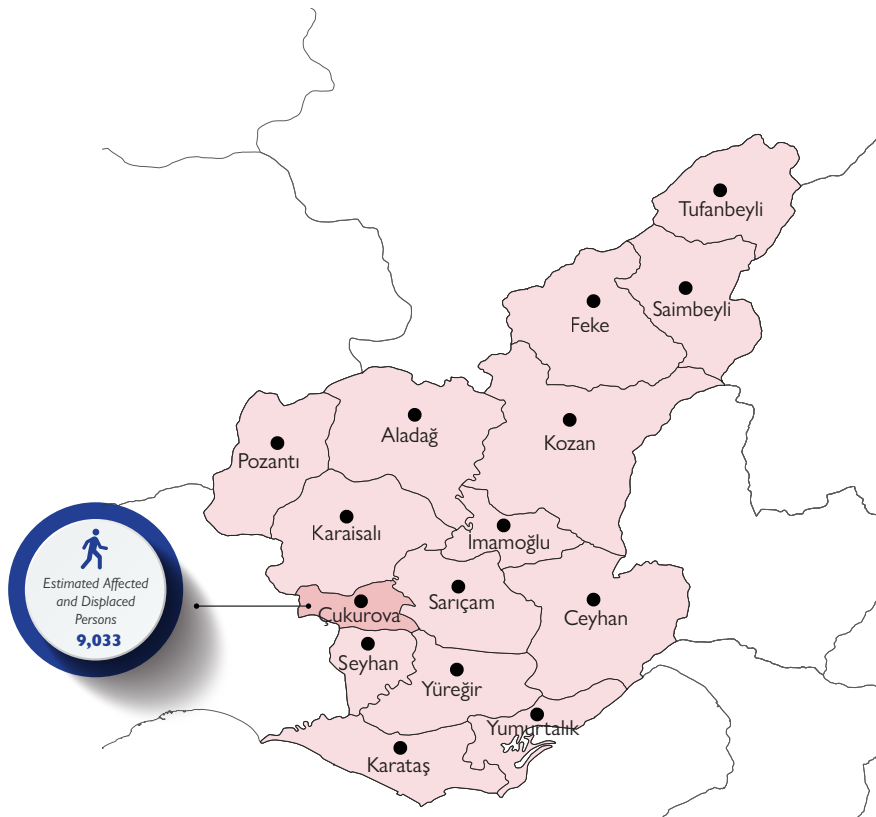 Tufanbeyli
Saimbeyli
Feke
Aladağ
Kozan
Pozantı
Karaisalı
İmamoğlu
Estimated Affected
and Displaced
Persons
9,033
Çukurova
Sarıçam
Ceyhan
Seyhan
Yüreğir
Yumurtalık
Karataş